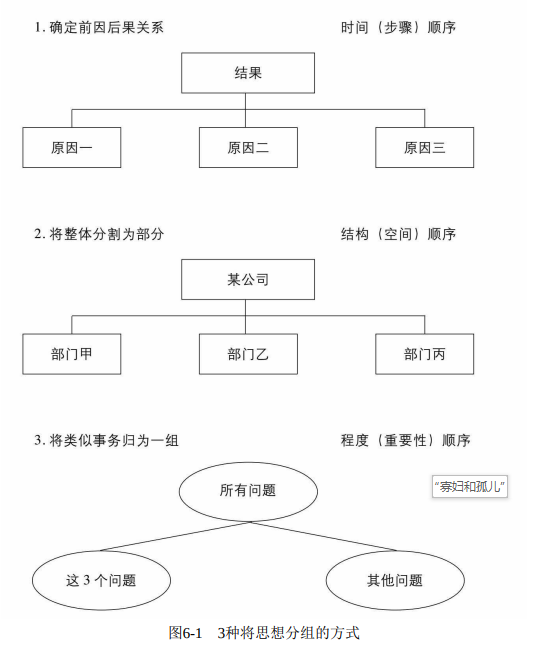 1. 确定前因后果关系 时间（步骤）顺序
结果
原因一 原因二 原因三
2. 将整体分割为部分 结构（空间）顺序
某公司
部门甲 部门乙 部门丙
3. 将类似事务归为一组 程度（重要性）顺序
所有问题
“寡妇和孤儿”
这 3 个问题 其他问题
图6-1 3种将思想分组的方式